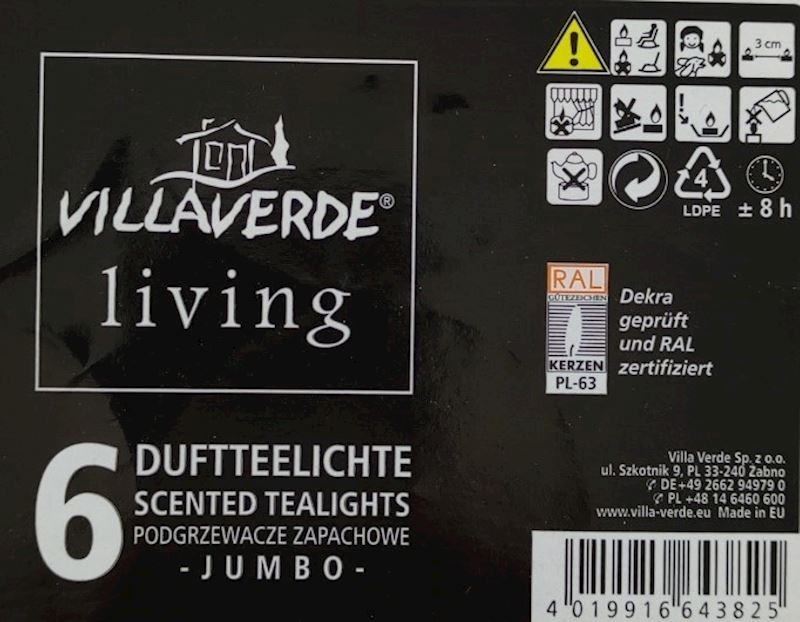 VILLAVERDE®
living
6
DUFTTEELICHTE
SCENTED TEALIGHTS
PODGRZEWACZE ZAPACHOWE
-JUMBO-
3 cm
4
LDPE
± 8 h
RAL
GÜTEZEICHEN
KERZEN
PL-63
Dekra
geprüft
und RAL
zertifiziert
Villa Verde Sp. z o.o.
ul. Szkotnik 9, PL 33-240 Żabno
✆ DE+49 2662 94979 0
✆ PL +48 14 6460 600
www.villa-verde.eu Made in EU
4 019916 643825